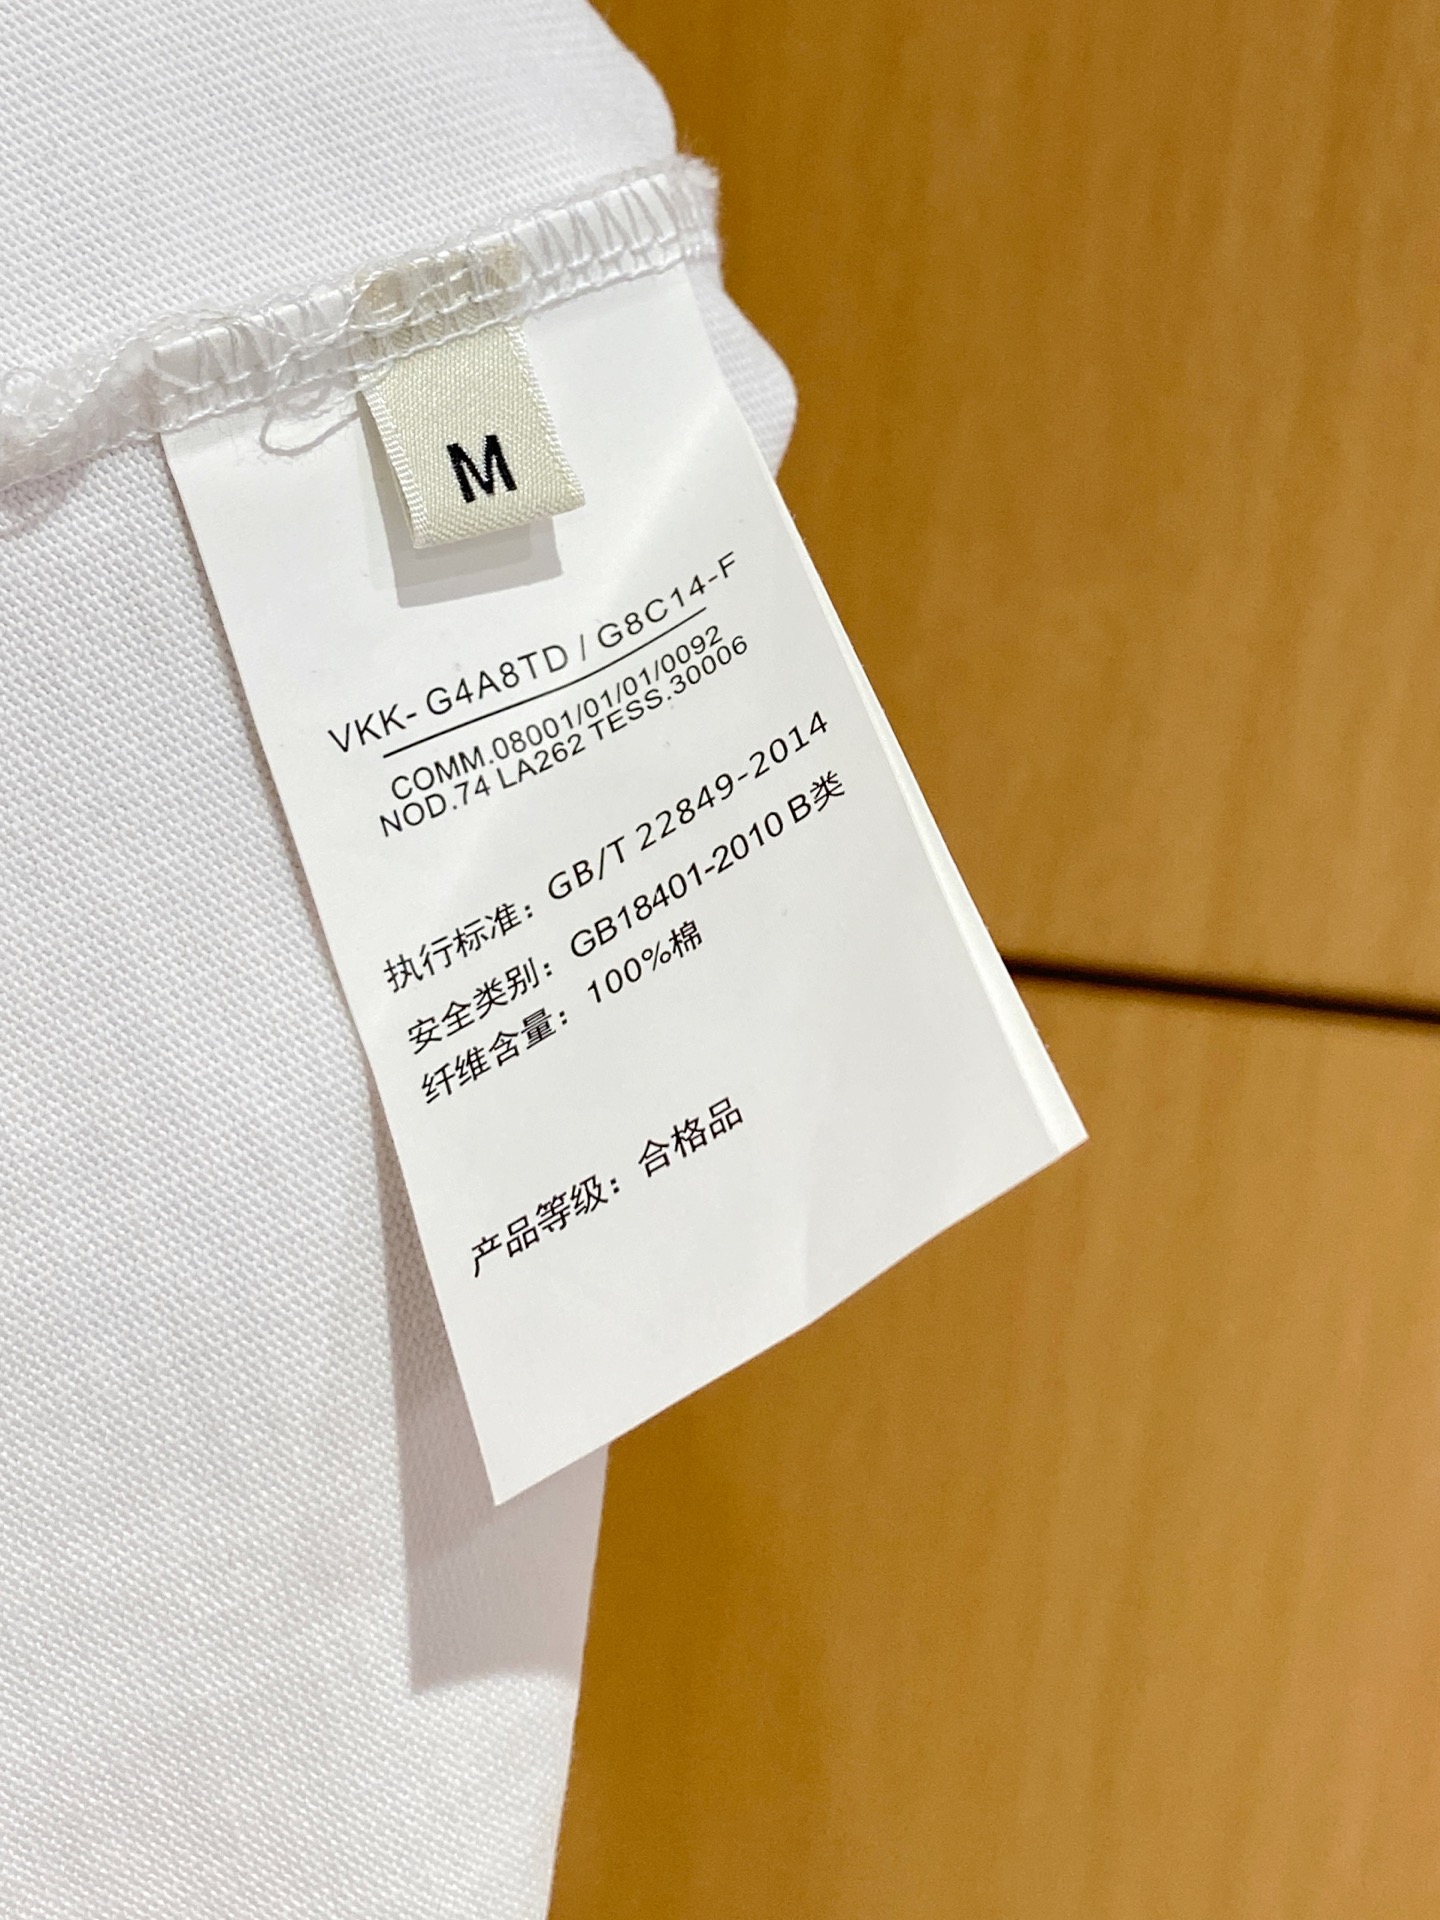 M
VKK- G4A8TD / G8C14-F
COMM.08001/01/01/0092
NOD.74 LA262 TESS.30006
执行标准： GB/T 22849-2014
安全类别： GB18401-2010 B类
纤维含量： 100%棉
产品等级： 合格品